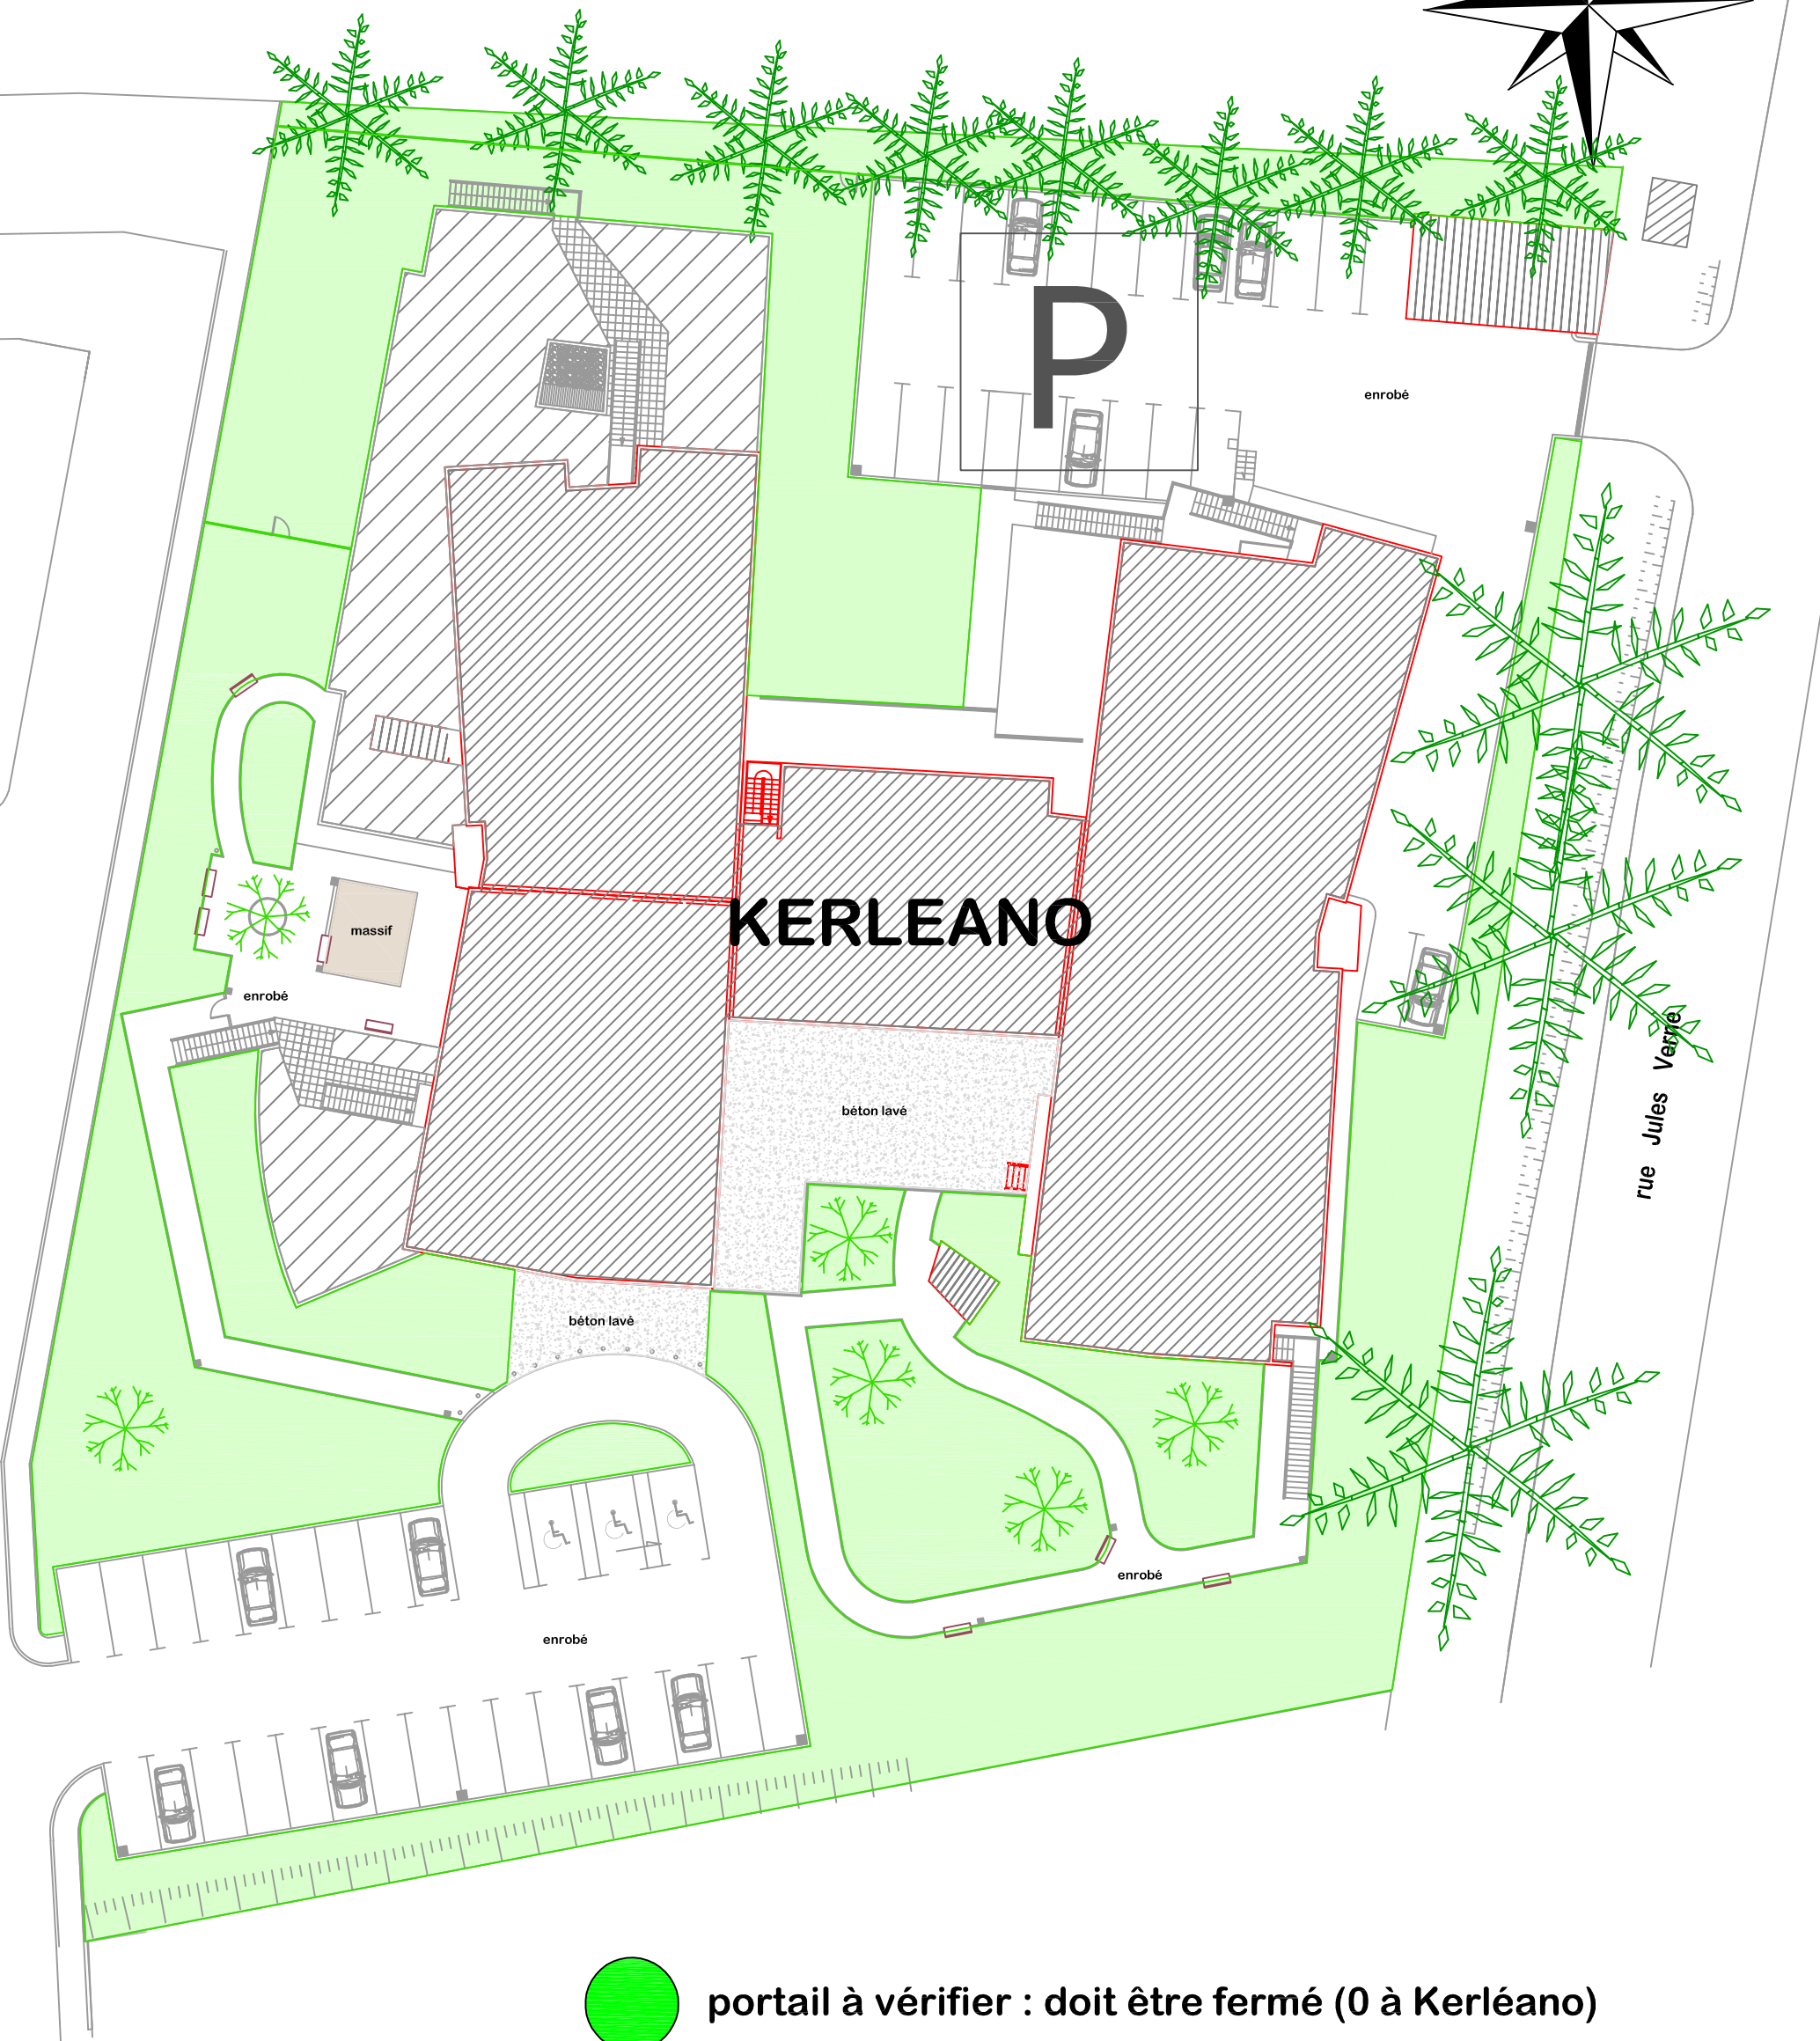 P
enrobé
KERLEANO
massif
enrobé
rue Jules Verne
béton lavé
béton lavé
enrobé
enrobé
portail à vérifier : doit être fermé (0 à Kerléano)